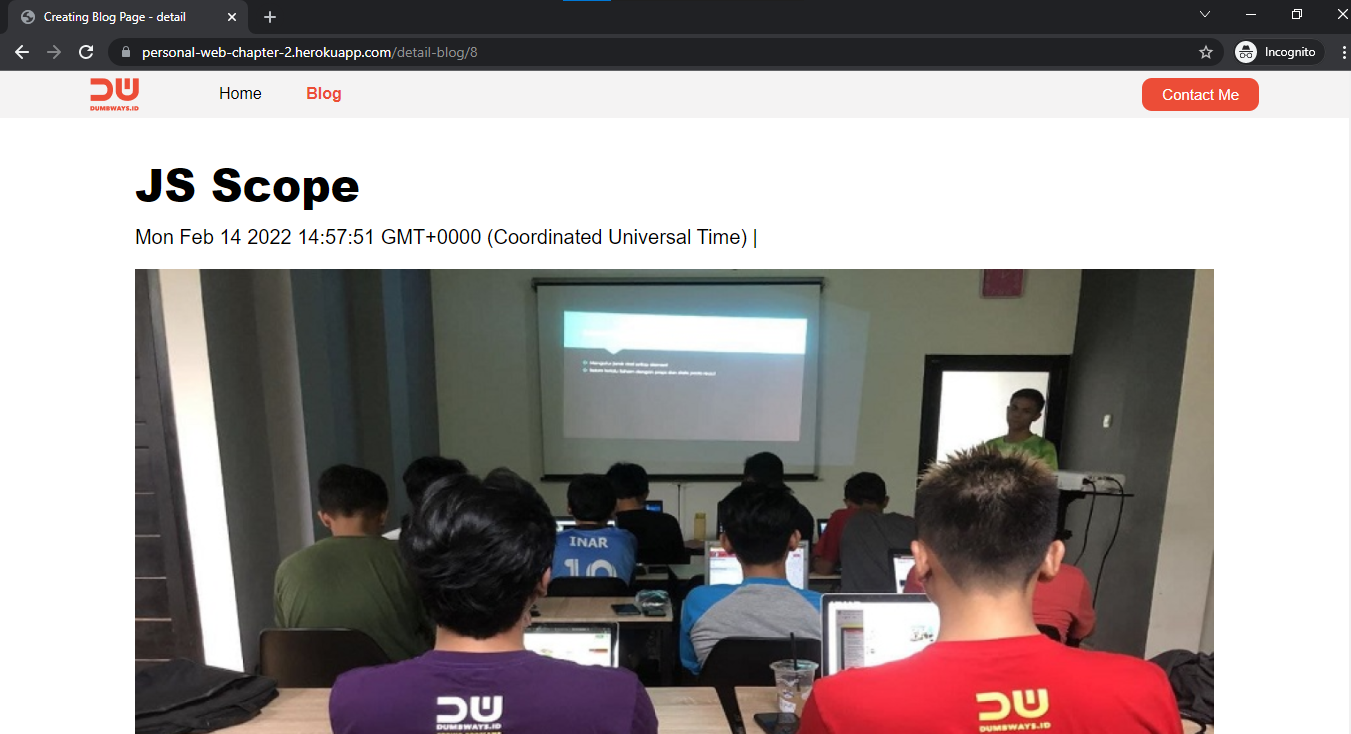 Creating Blog Page - detail
personal-web-chapter-2.herokuapp.com/detail-blog/8
Incognito
DW
DUMBWAYS.ID
Home
Blog
Contact Me
JS Scope
Mon Feb 14 2022 14:57:51 GMT+0000 (Coordinated Universal Time) |
INAR
10
DW
DUMBWAYS.ID
DW
DUMBWAYS.ID